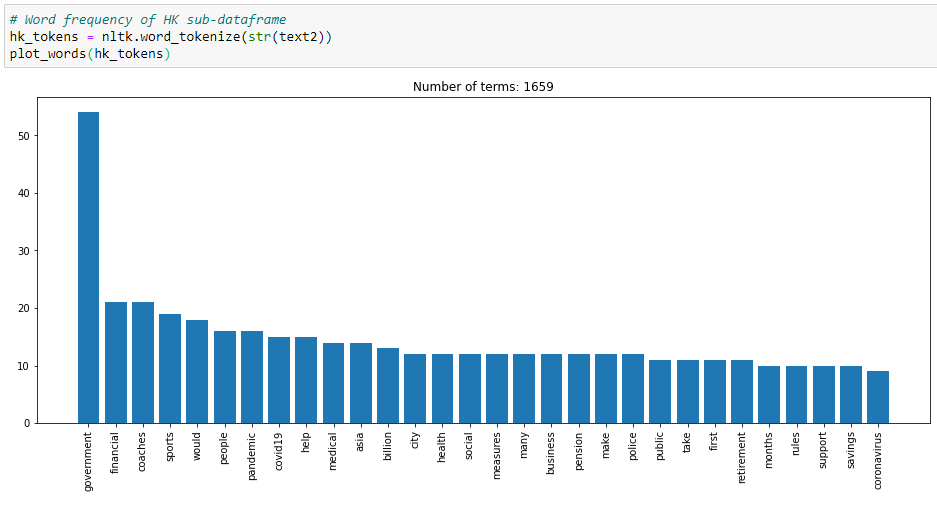 # Word frequency of HK sub-dataframe
hk_tokens = nltk.word_tokenize(str(text2))
plot_words(hk_tokens)
Number of terms: 1659
50
40
30
20
10
0
government
financial
coaches
sports
would
people
pandemic
covid19
help
medical
asia
billion
city
health
social
measures
many
business
pension
make
police
public
take
first
retirement
months
rules
support
savings
coronavirus